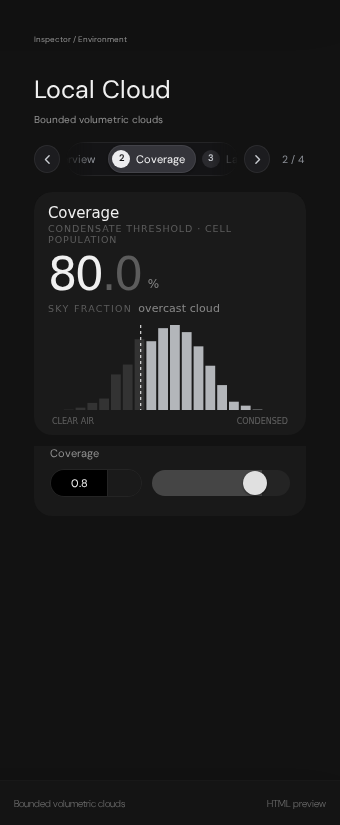 Inspector / Environment
Local Cloud
Bounded volumetric clouds
2 Coverage 3 2 / 4
Coverage
CONDENSATE THRESHOLD · CELL
POPULATION
80.0 %
SKY FRACTION overcast cloud
CLEAR AIR CONDENSED
Coverage
0.8
Bounded volumetric clouds HTML preview